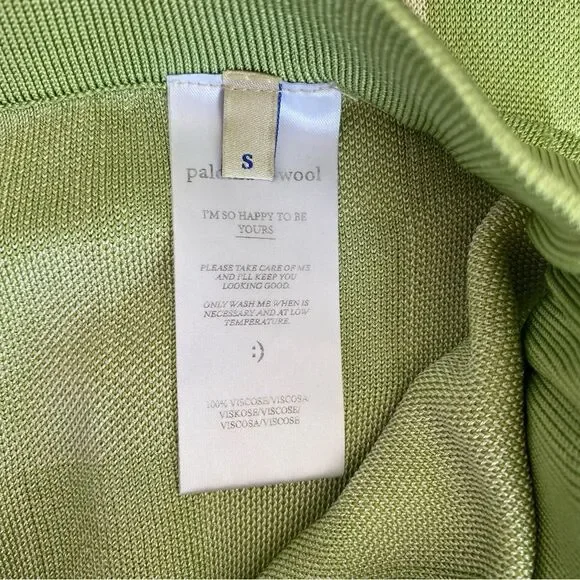 S
wool
I'M SO HAPPY TO BE
YOURS
PLEASE TAKE CARE OF ME
AND I'LL KEEP YOU
LOOKING GOOD.
ONLY WASH ME WHEN IS
NECESSARY AND AT LOW
TEMPERATURE.
:)
100% VISCOSE/VISCOSA/
VISKOSE/VISCOSE/
VISCOSA/VISCOSE